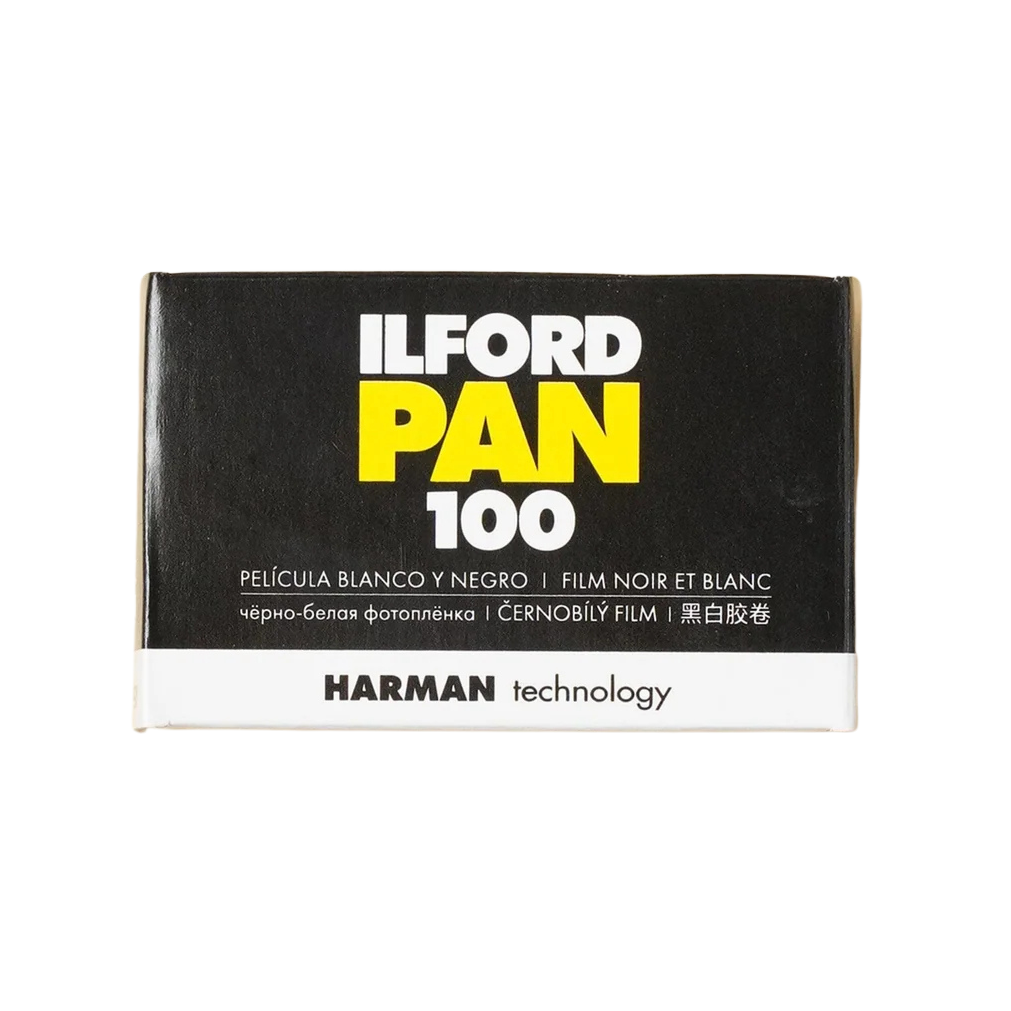 ILFORD
PAN
100
PELÍCULA BLANCO Y NEGRO | FILM NOIR ET BLANC
чёрно-белая фотоплёнка | ČERNOBÍLÝ FILM | 黑白胶卷
HARMAN technology